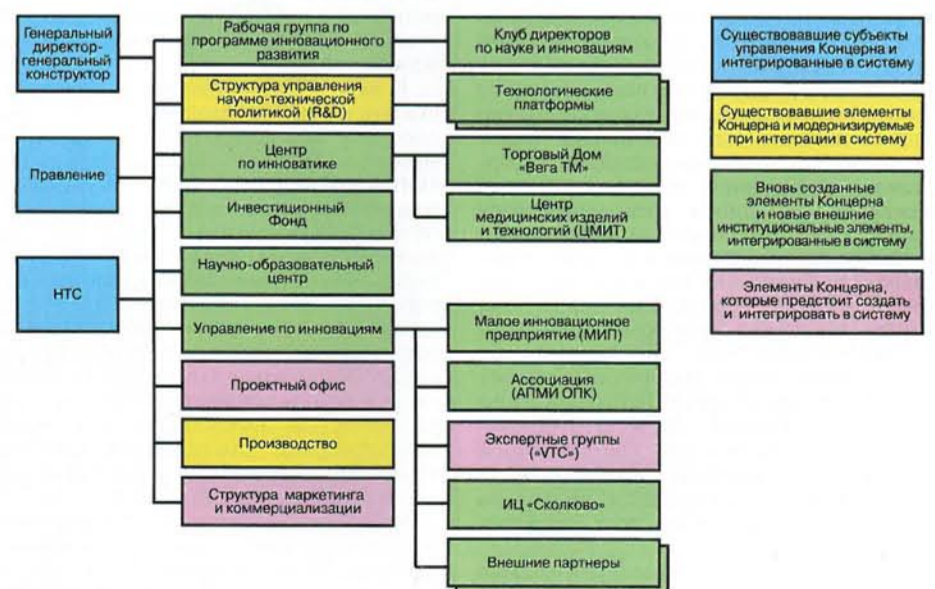 Генеральный
директор-
генеральный
конструктор
Правление
НТС
Рабочая группа по
программе инновационного
развития
Структура управления
научно-технической
политикой (R&D)
Центр
по инноватике
Инвестиционный
Фонд
Научно-образовательный
центр
Управление по инновациям
Проектный офис
Производство
Структура маркетинга
и коммерциализации
Клуб директоров
по науке и инновациям
Технологические
платформы
Торговый Дом
«Вега ТМ»
Центр
медицинских изделий
и технологий (ЦМИТ)
Малое инновационное
предприятие (МИП)
Ассоциация
(АПМИ ОПК)
Экспертные группы
(«VTC»)
ИЦ «Сколково»
Внешние партнеры
Существовавшие субъекты
управления Концерна и
интегрированные в систему
Существовавшие элементы
Концерна и модернизируемые
при интеграции в систему
Вновь созданные
элементы Концерна
и новые внешние
институциональные элементы,
интегрированные в систему
Элементы Концерна,
которые предстоит создать
и интегрировать в систему